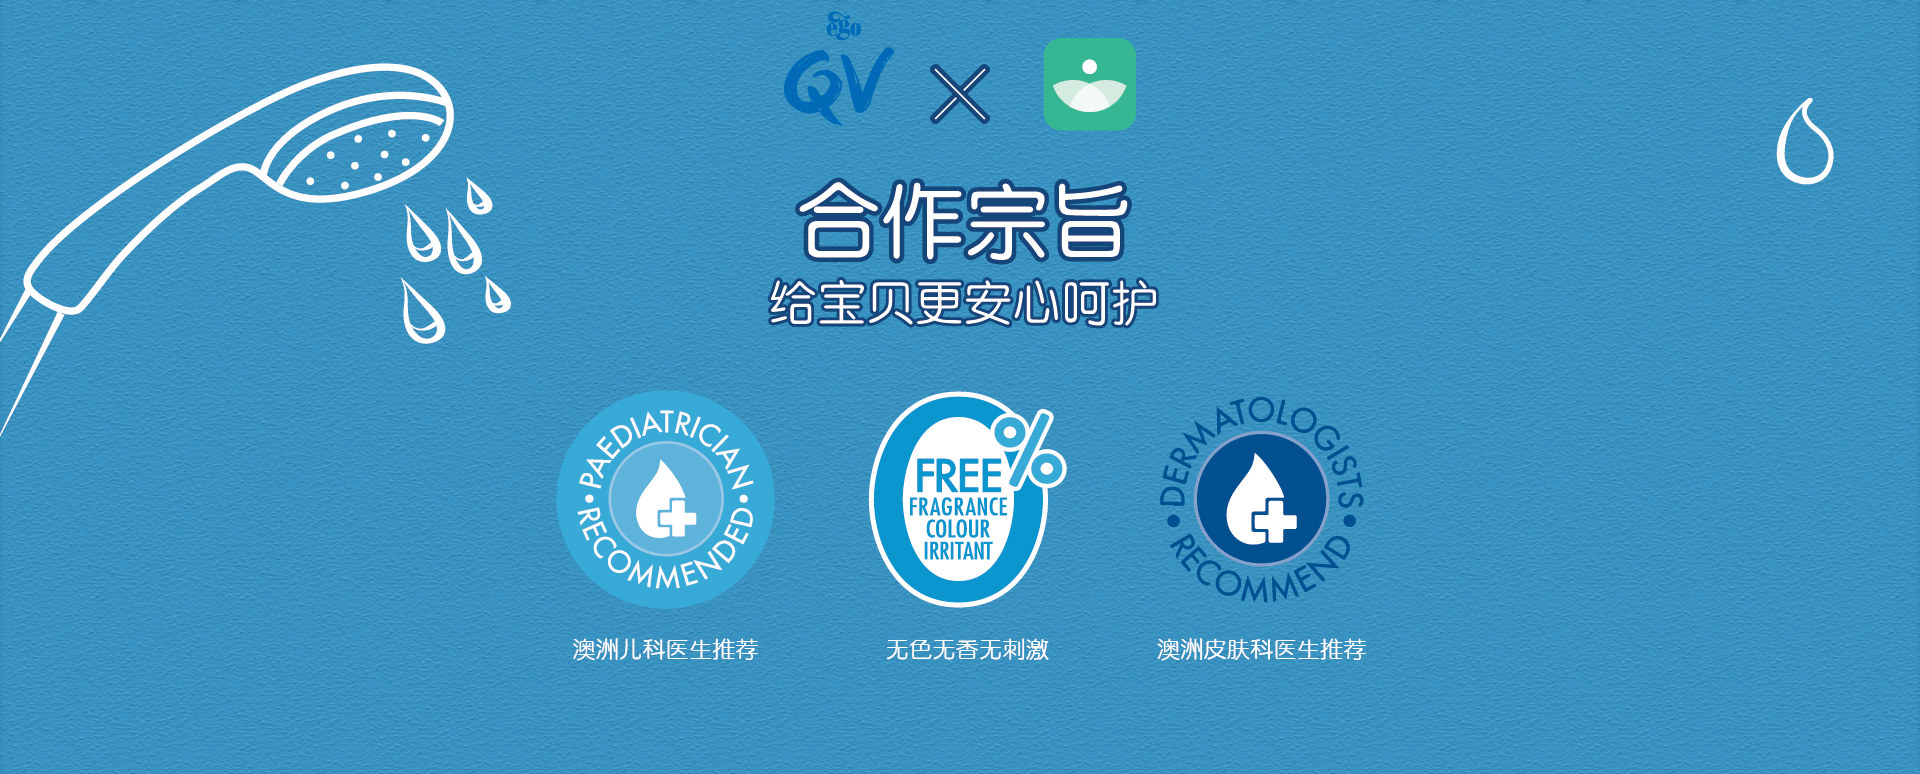 ego
QV
合作宗旨
给宝贝更安心呵护
PAEDIATRICIAN
RECOMMENDED
0%
FREE
FRAGRANCE
COLOUR
IRRITANT
DERMATOLOGISTS
RECOMMEND
澳洲儿科医生推荐
无色无香无刺激
澳洲皮肤科医生推荐